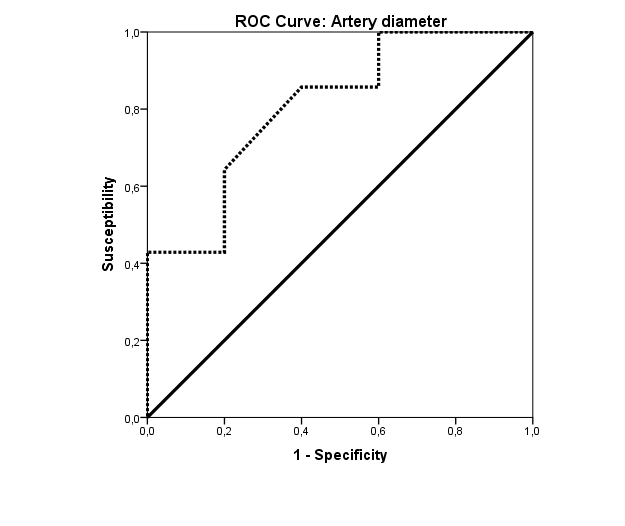 ROC Curve: Artery diameter
1,0
0,8
0,6
0,4
0,2
0,0
Susceptibility
0,0 0,2 0,4 0,6 0,8 1,0
1 - Specificity